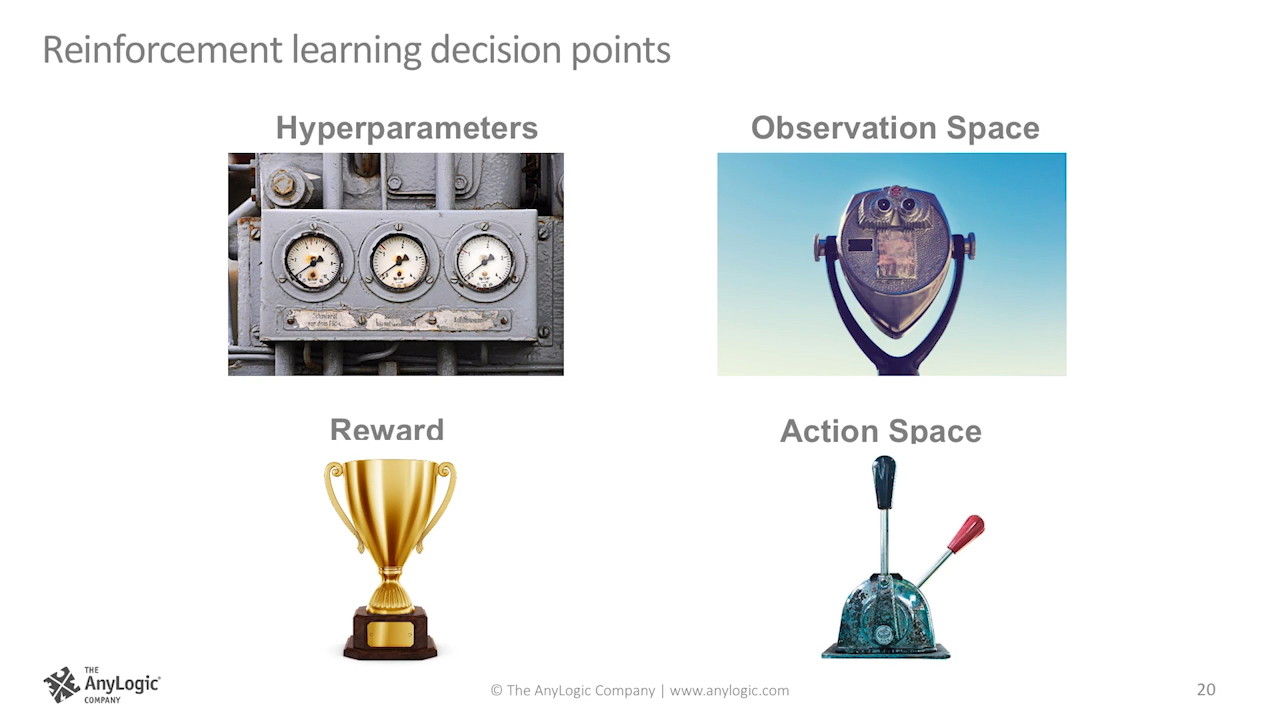 Reinforcement learning decision points
Hyperparameters
Observation Space
Reward
Action Space
THE
AnyLogic®
COMPANY
© The AnyLogic Company | www.anylogic.com
20